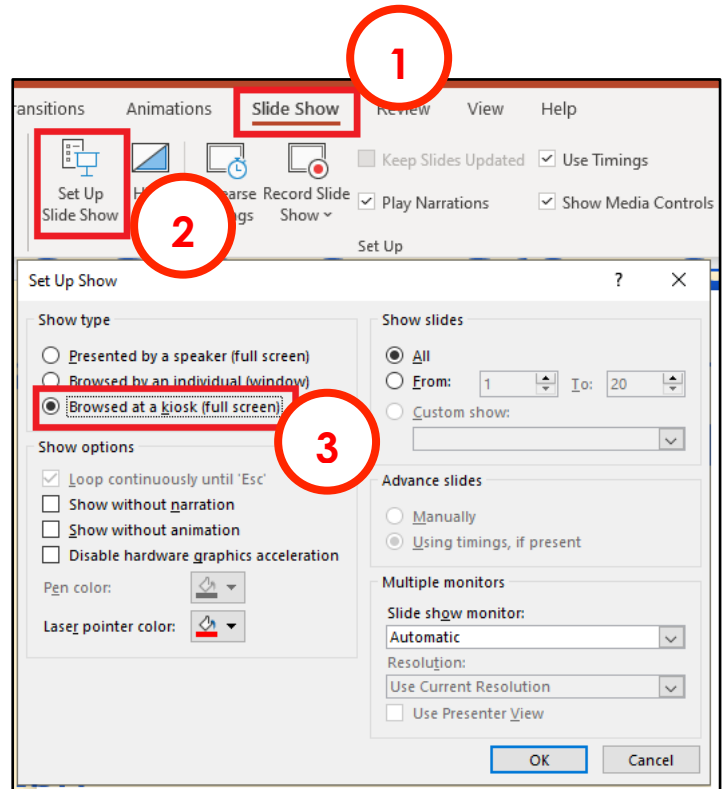 1
ansitions Animations Slide Show Review View Help
Keep Slides Updated Use Timings
Set Up Slide Show
Record Slide Show
Play Narrations Show Media Controls
2
Set Up
Set Up Show ? ×
Show type
Presented by a speaker (full screen)
Browsed by an individual (window)
Browsed at a kiosk (full screen)
3
Show options
Loop continuously until 'Esc'
Show without narration
Show without animation
Disable hardware graphics acceleration
Pen color:
Laser pointer color:
Show slides
All
From: 1 To: 20
Custom show:
Advance slides
Manually
Using timings, if present
Multiple monitors
Slide show monitor:
Automatic
Resolution:
Use Current Resolution
Use Presenter View
OK Cancel